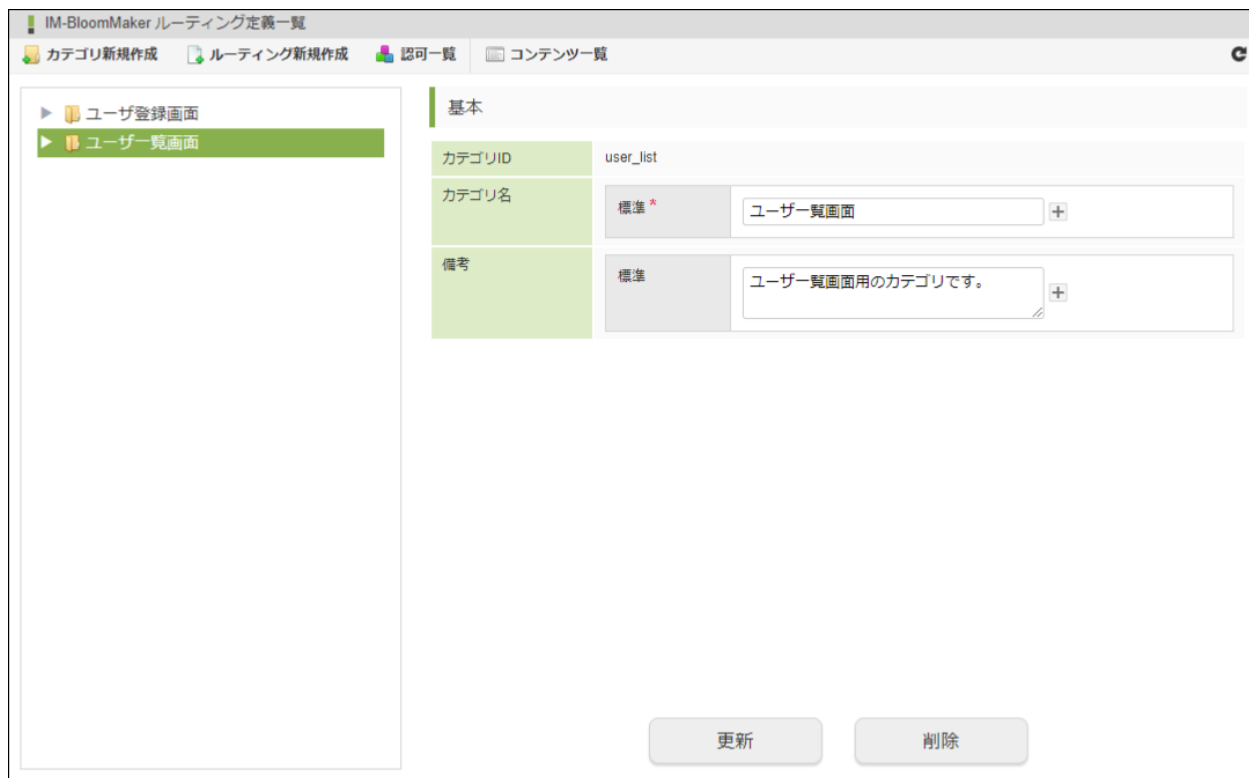 IM-BloomMaker ルーティング定義一覧
カテゴリ新規作成 ルーティング新規作成 認可一覧 コンテンツ一覧
ユーザ登録画面
ユーザ一覧画面
基本
カテゴリID user_list
カテゴリ名 標準* ユーザ一覧画面
備考 標準 ユーザ一覧画面用のカテゴリです。
更新 削除